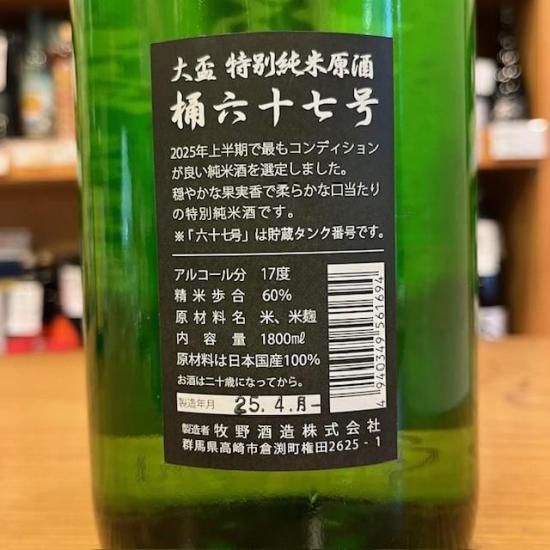 大盃 特別純米原酒
桶六十七号
2025年上半期で最もコンディション
が良い純米酒を選定しました。
穏やかな果実香で柔らかな口当たり
の特別純米酒です。
※「六十七号」は貯蔵タンク番号です。
アルコール分 17度
精米歩合 60%
原材料名 米、米麹
内容量 1800㎖
原材料は日本国産100%
お酒は二十歳になってから。
製造年月 25.4.月
製造者 牧野酒造株式会社
群馬県高崎市倉渕町権田2625-1
4940349561694